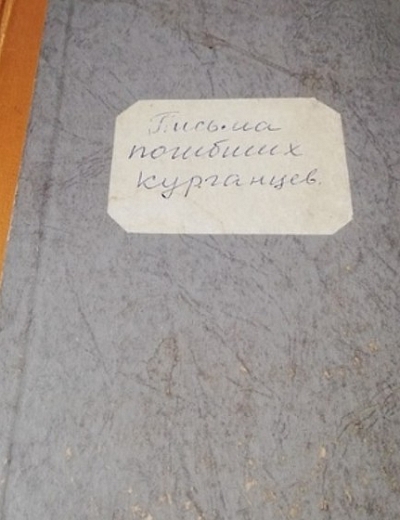 Письма
погибших
курганцев.